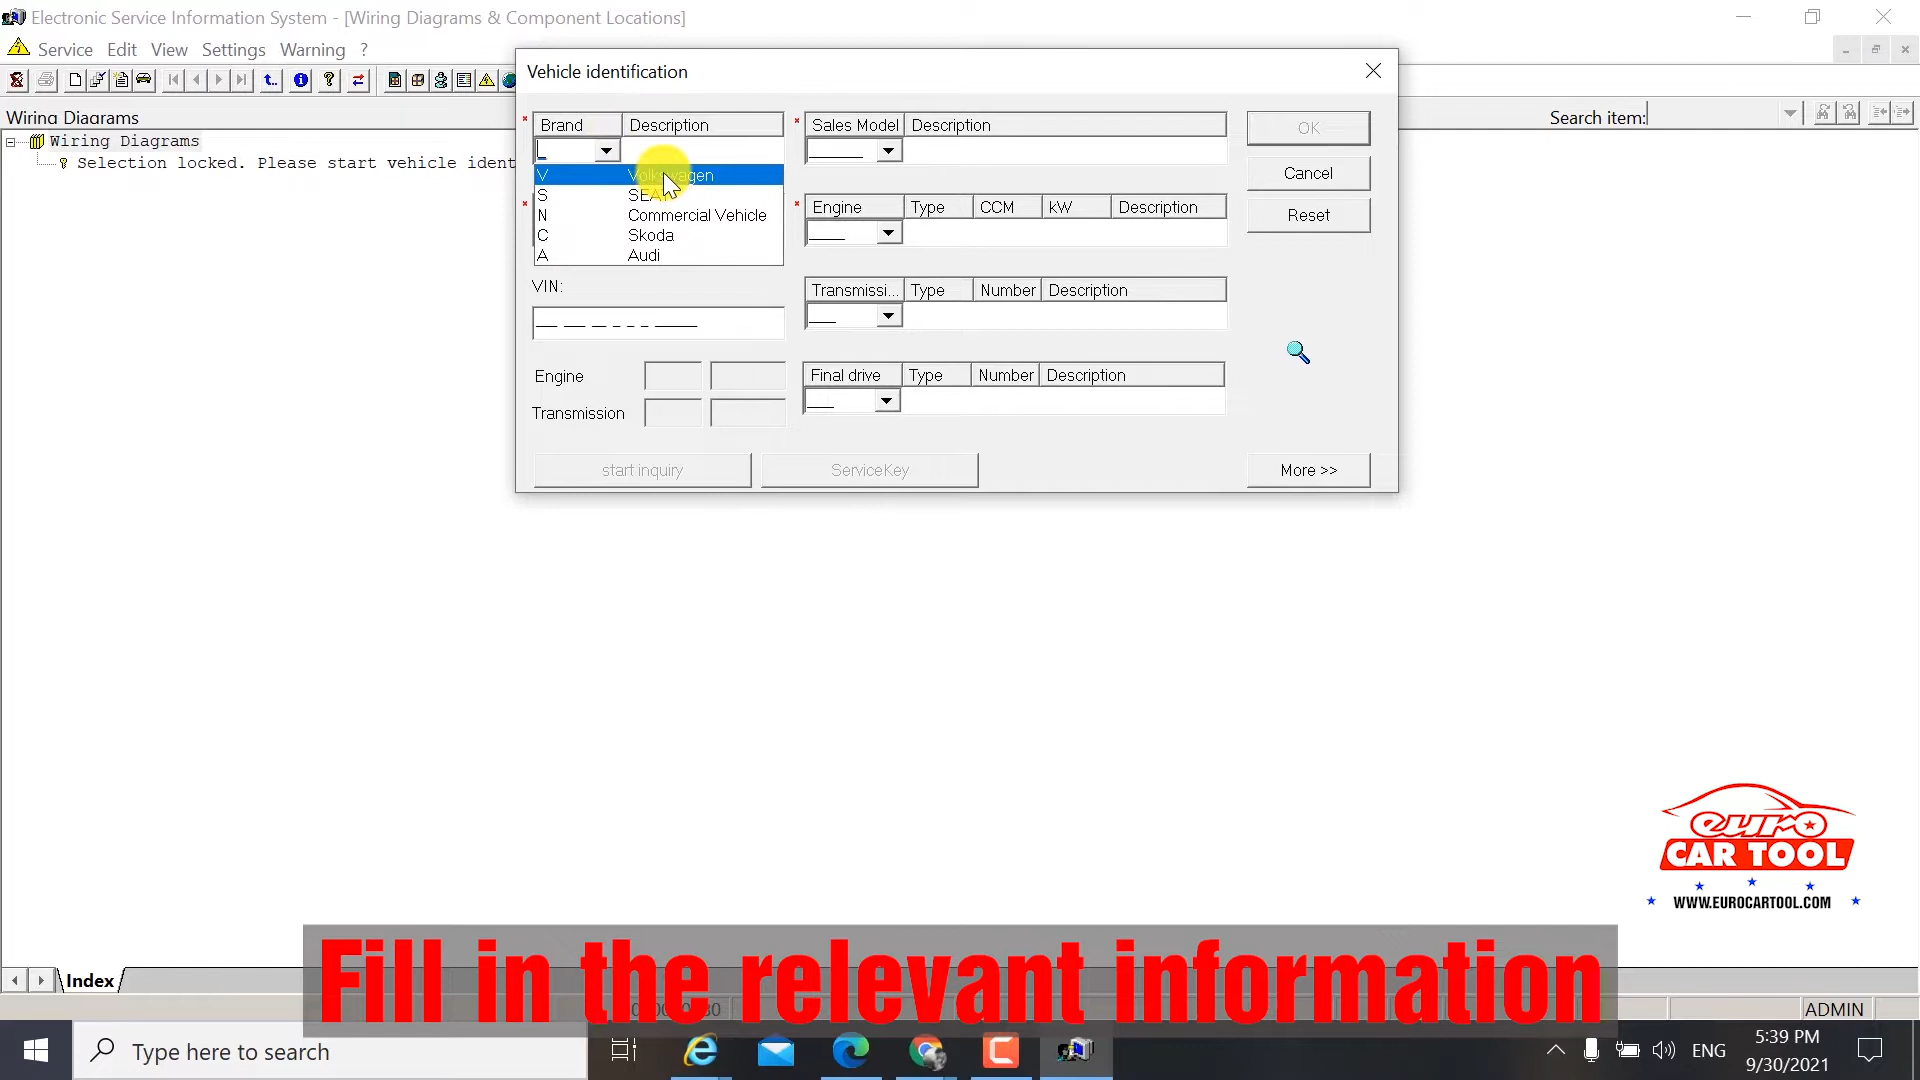 Electronic Service Information System - [Wiring Diagrams & Component Locations]
Service Edit View Settings Warning ?
Wiring Diagrams
Search item:
Wiring Diagrams
Selection locked. Please start vehicle ident
Vehicle identification
Brand Description
V Volkswagen
S SEAT
N Commercial Vehicle
C Skoda
A Audi
VIN:
Engine
Transmission
start inquiry
ServiceKey
Sales Model Description
Engine Type CCM kW Description
Transmissi... Type Number Description
Final drive Type Number Description
OK
Cancel
Reset
More >>
euro
CAR TOOL
WWW.EUROCARTOOL.COM
Index
Fill in the relevant information
ADMIN
Type here to search
ENG
5:39 PM
9/30/2021